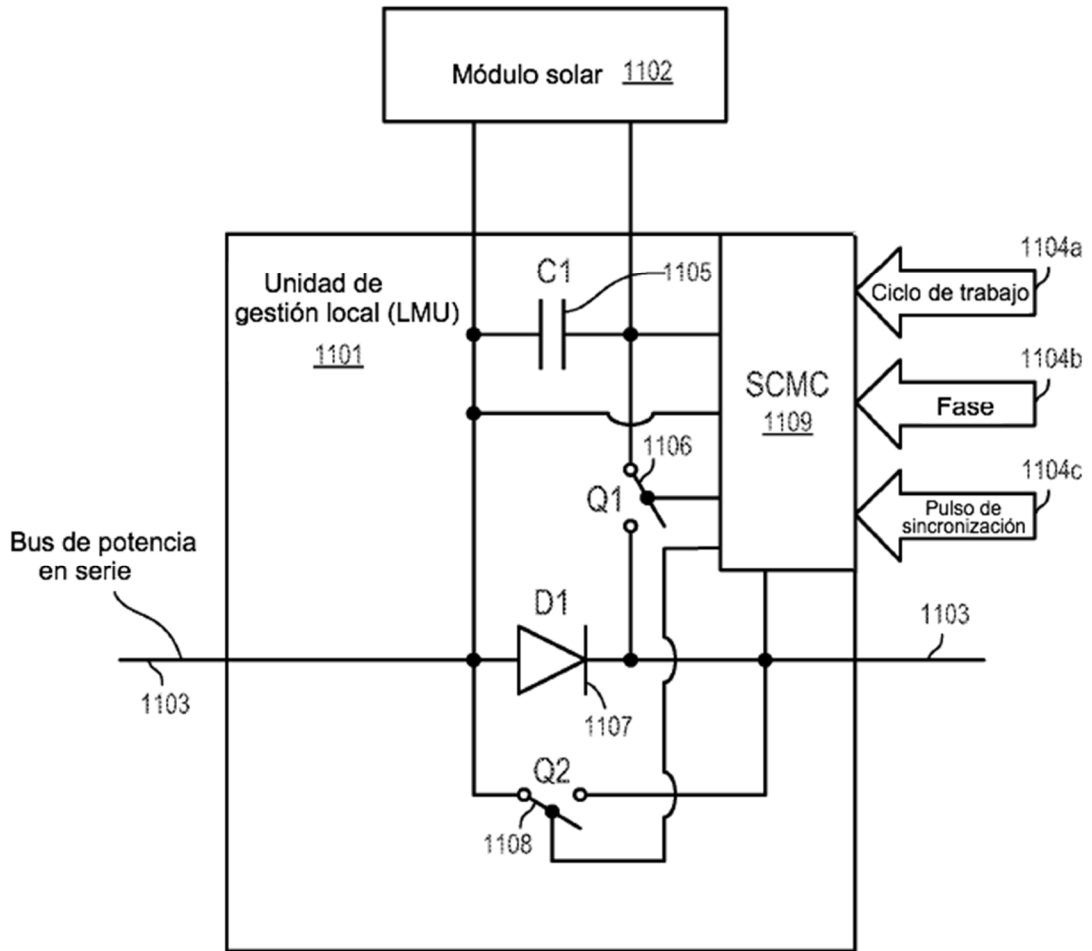 Módulo solar 1102
Unidad de
gestión local (LMU)
1101
C1
1105
SCMC
1109
1104a
Ciclo de trabajo
1104b
Fase
1104c
Pulso de
sincronización
1106
Q1
Bus de potencia
en serie
D1
1103
1103
1107
Q2
1108